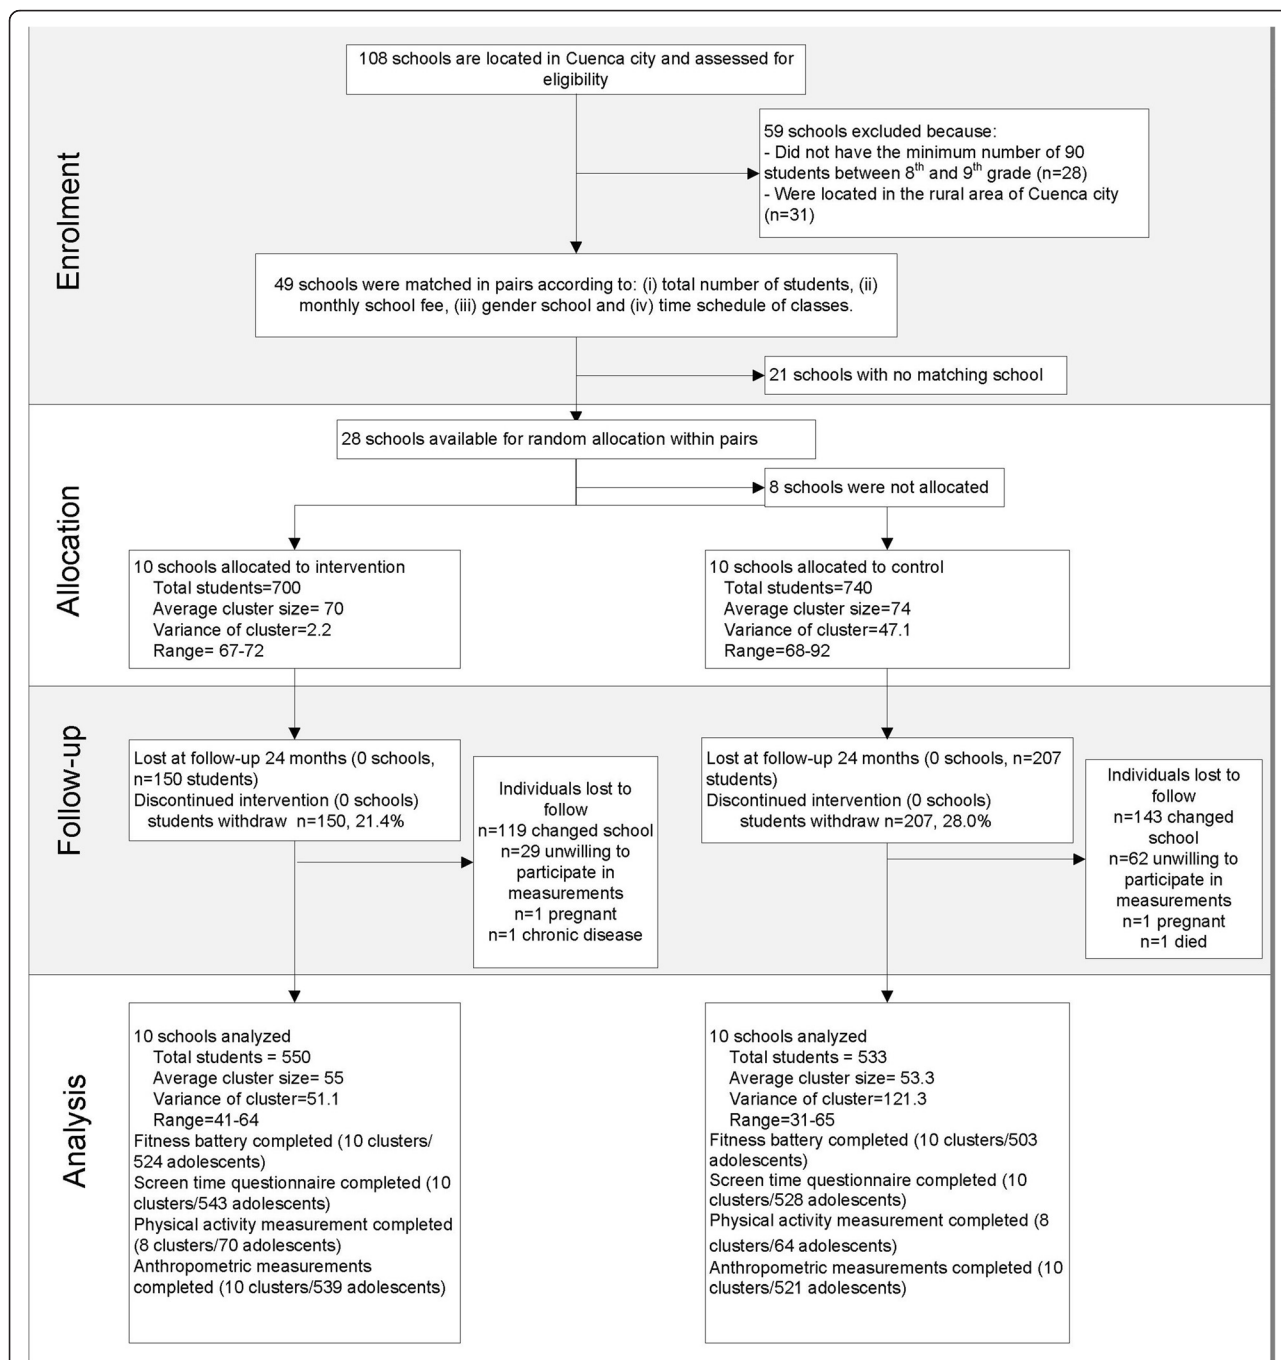 Enrolment
108 schools are located in Cuenca city and assessed for
eligibility
59 schools excluded because:
- Did not have the minimum number of 90
students between 8th and 9th grade (n=28)
- Were located in the rural area of Cuenca city
(n=31)
49 schools were matched in pairs according to: (i) total number of students, (ii)
monthly school fee, (iii) gender school and (iv) time schedule of classes.
21 schools with no matching school
Allocation
28 schools available for random allocation within pairs
8 schools were not allocated
10 schools allocated to intervention
Total students=700
Average cluster size= 70
Variance of cluster=2.2
Range= 67-72
10 schools allocated to control
Total students=740
Average cluster size=74
Variance of cluster=47.1
Range=68-92
Follow-up
Lost at follow-up 24 months (0 schools,
n=150 students)
Discontinued intervention (0 schools)
students withdraw n=150, 21.4%
Individuals lost to
follow
n=119 changed school
n=29 unwilling to
participate in
measurements
n=1 pregnant
n=1 chronic disease
Lost at follow-up 24 months (0 schools, n=207
students)
Discontinued intervention (0 schools)
students withdraw n=207, 28.0%
Individuals lost to
follow
n=143 changed
school
n=62 unwilling to
participate in
measurements
n=1 pregnant
n=1 died
Analysis
10 schools analyzed
Total students = 550
Average cluster size= 55
Variance of cluster=51.1
Range=41-64
Fitness battery completed (10 clusters/
524 adolescents)
Screen time questionnaire completed (10
clusters/543 adolescents)
Physical activity measurement completed
(8 clusters/70 adolescents)
Anthropometric measurements
completed (10 clusters/539 adolescents)
10 schools analyzed
Total students = 533
Average cluster size= 53.3
Variance of cluster=121.3
Range=31-65
Fitness battery completed (10 clusters/503
adolescents)
Screen time questionnaire completed (10
clusters/528 adolescents)
Physical activity measurement completed (8
clusters/64 adolescents)
Anthropometric measurements completed (10
clusters/521 adolescents)